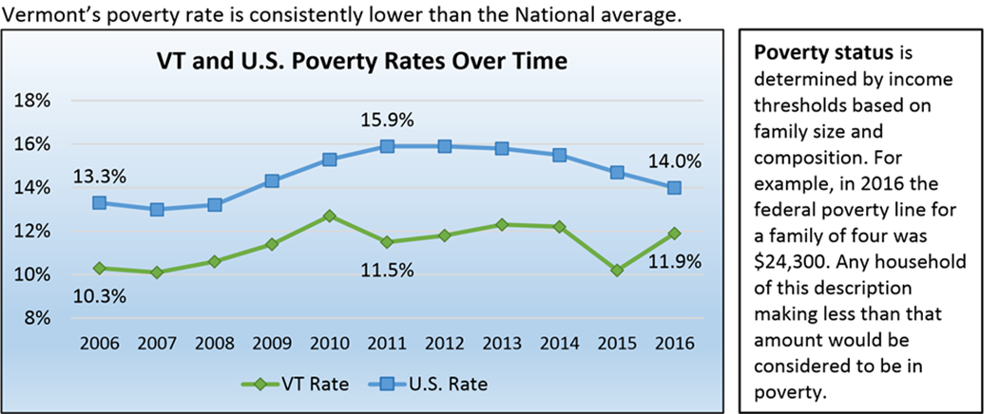 Vermont’s poverty rate is consistently lower than the National average.
VT and U.S. Poverty Rates Over Time
18%
16%
14%
12%
10%
8%
13.3%
15.9%
14.0%
10.3%
11.5%
11.9%
2006 2007 2008 2009 2010 2011 2012 2013 2014 2015 2016
VT Rate U.S. Rate
Poverty status is
determined by income
thresholds based on
family size and
composition. For
example, in 2016 the
federal poverty line for
a family of four was
$24,300. Any household
of this description
making less than that
amount would be
considered to be in
poverty.